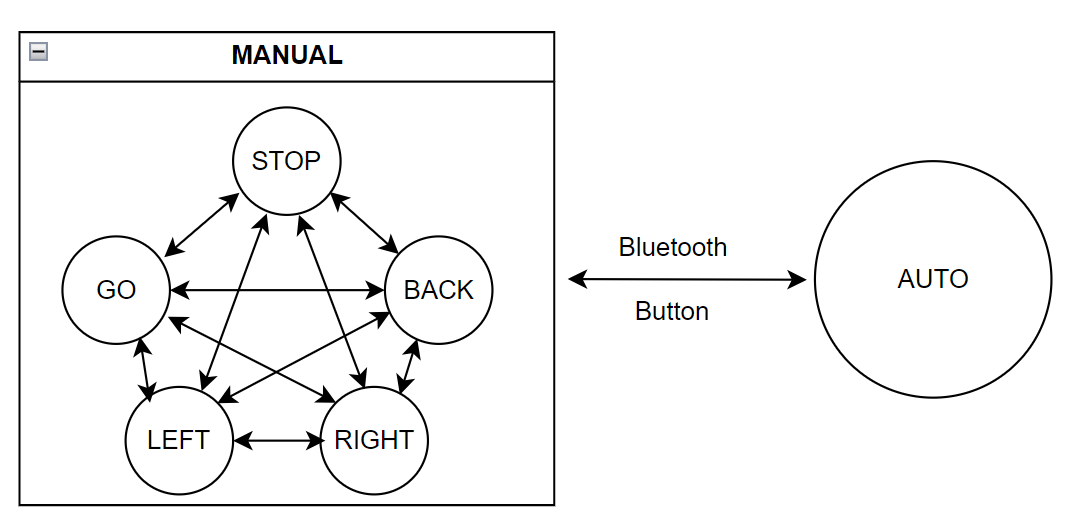 MANUAL
STOP
GO
BACK
LEFT
RIGHT
Bluetooth
Button
AUTO